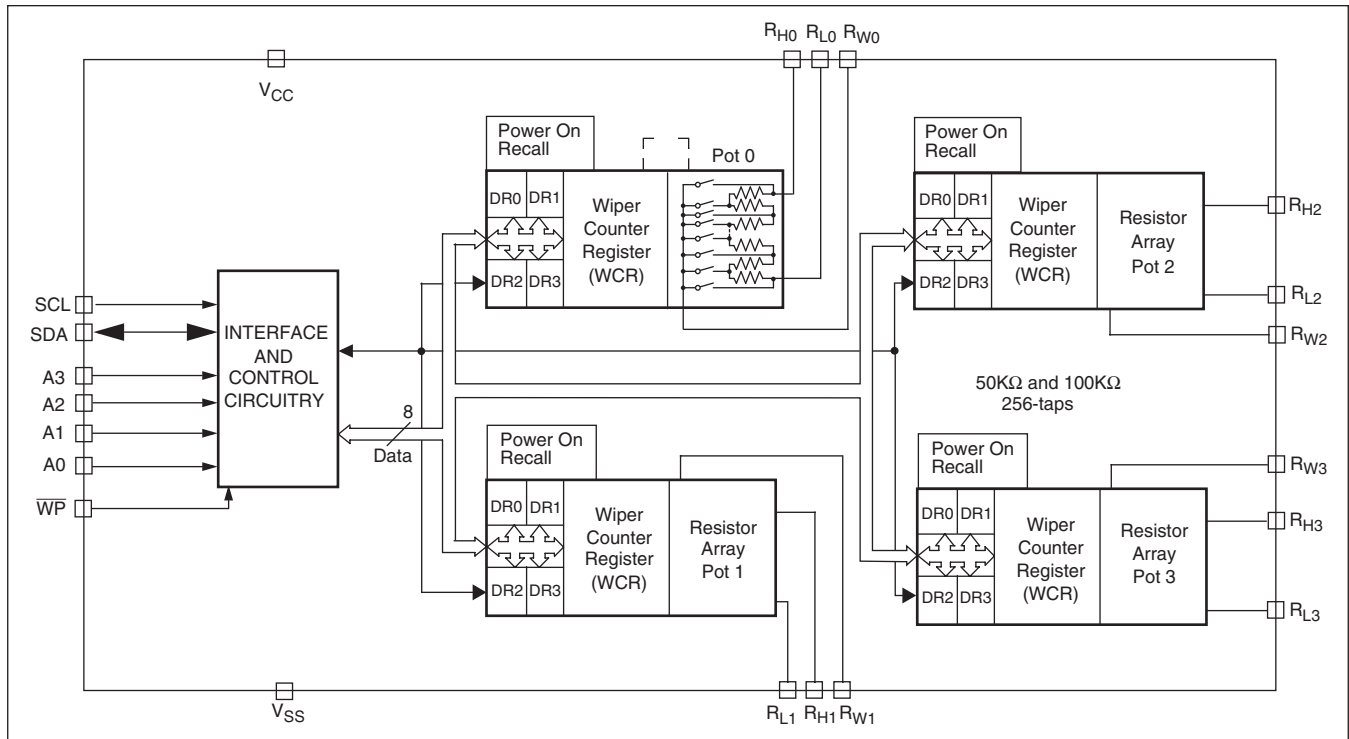 RH0 RL0 RW0
VCC
Power On
Recall
Pot 0
DR0 DR1
DR2 DR3
Wiper
Counter
Register
(WCR)
Power On
Recall
DR0 DR1
DR2 DR3
Wiper
Counter
Register
(WCR)
Resistor
Array
Pot 2
RH2
RL2
RW2
SCL
SDA
A3
A2
A1
A0
WP
INTERFACE
AND
CONTROL
CIRCUITRY
8
Data
50KΩ and 100KΩ
256-taps
Power On
Recall
DR0 DR1
DR2 DR3
Wiper
Counter
Register
(WCR)
Resistor
Array
Pot 1
Power On
Recall
DR0 DR1
DR2 DR3
Wiper
Counter
Register
(WCR)
Resistor
Array
Pot 3
RW3
RH3
RL3
VSS
RL1 RH1 RW1